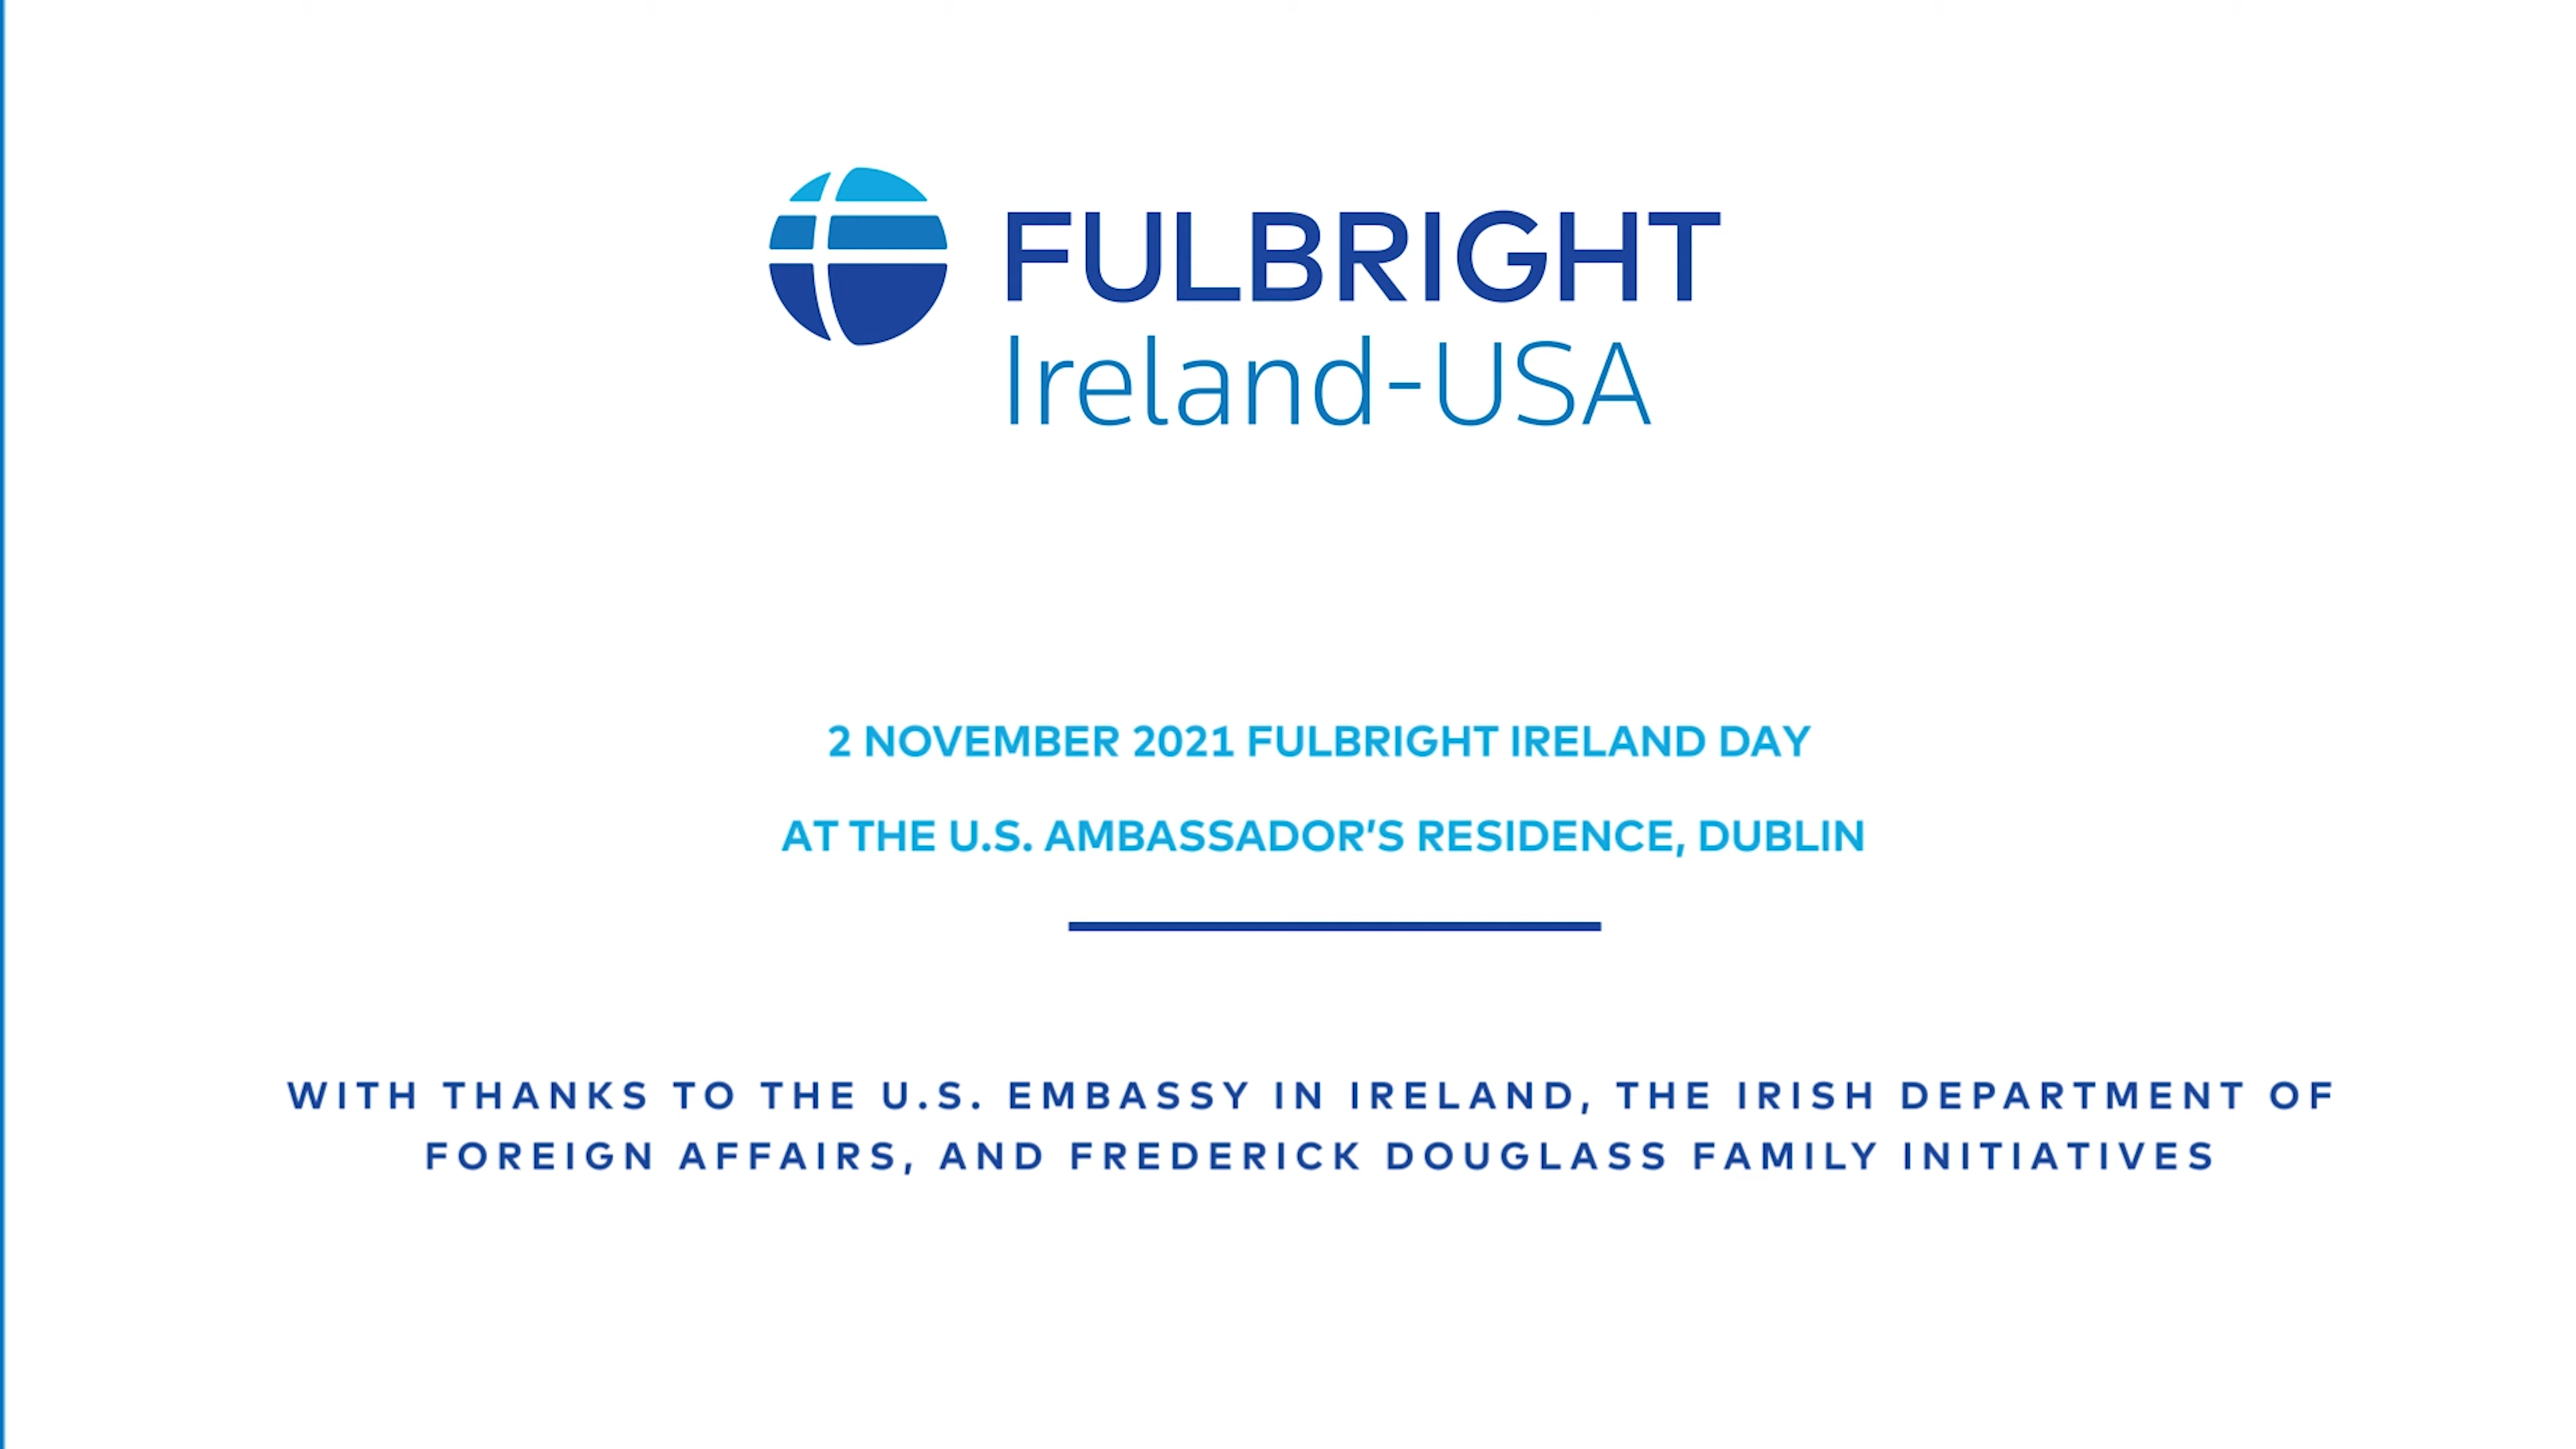 FULBRIGHT
Ireland-USA
2 NOVEMBER 2021 FULBRIGHT IRELAND DAY
AT THE U.S. AMBASSADOR'S RESIDENCE, DUBLIN
WITH THANKS TO THE U.S. EMBASSY IN IRELAND, THE IRISH DEPARTMENT OF
FOREIGN AFFAIRS, AND FREDERICK DOUGLASS FAMILY INITIATIVES